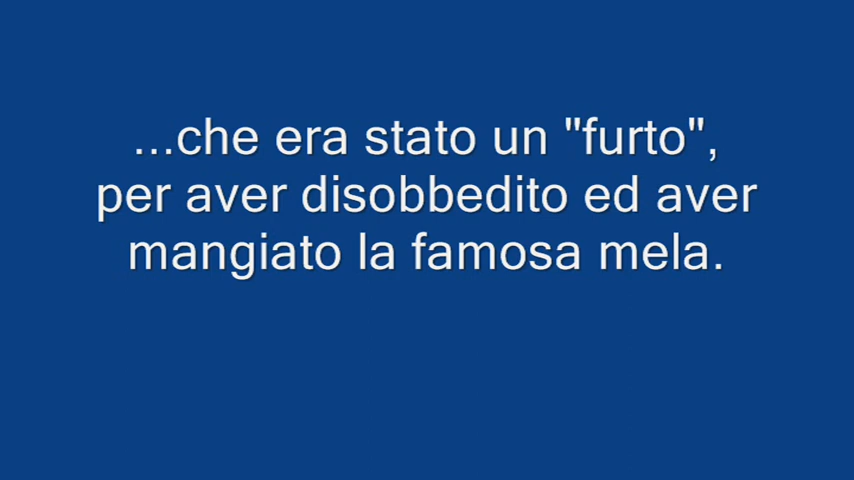 ...che era stato un "furto",
per aver disobbedito ed aver
mangiato la famosa mela.